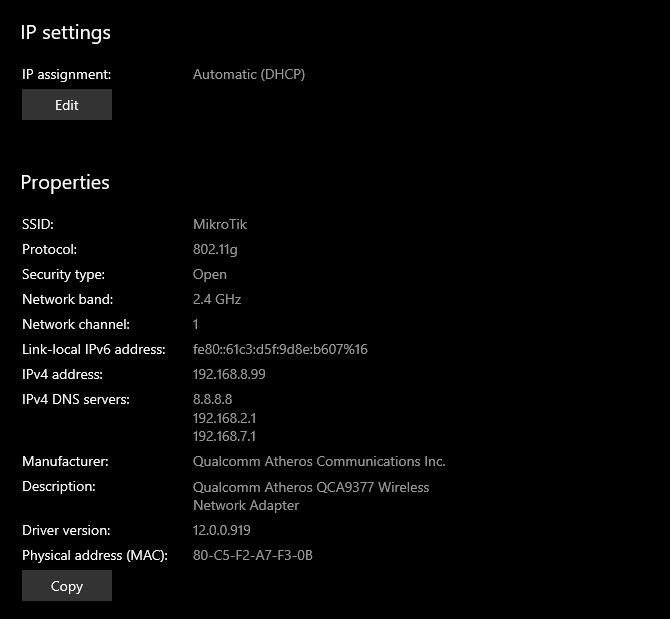 IP settings
IP assignment: Automatic (DHCP)
Edit
Properties
SSID: MikroTik
Protocol: 802.11g
Security type: Open
Network band: 2.4 GHz
Network channel: 1
Link-local IPv6 address: fe80::61c3:d5f:9d8e:b607%16
IPv4 address: 192.168.8.99
IPv4 DNS servers: 8.8.8.8
192.168.2.1
192.168.7.1
Manufacturer: Qualcomm Atheros Communications Inc.
Description: Qualcomm Atheros QCA9377 Wireless
Network Adapter
Driver version: 12.0.0.919
Physical address (MAC): 80-C5-F2-A7-F3-0B
Copy